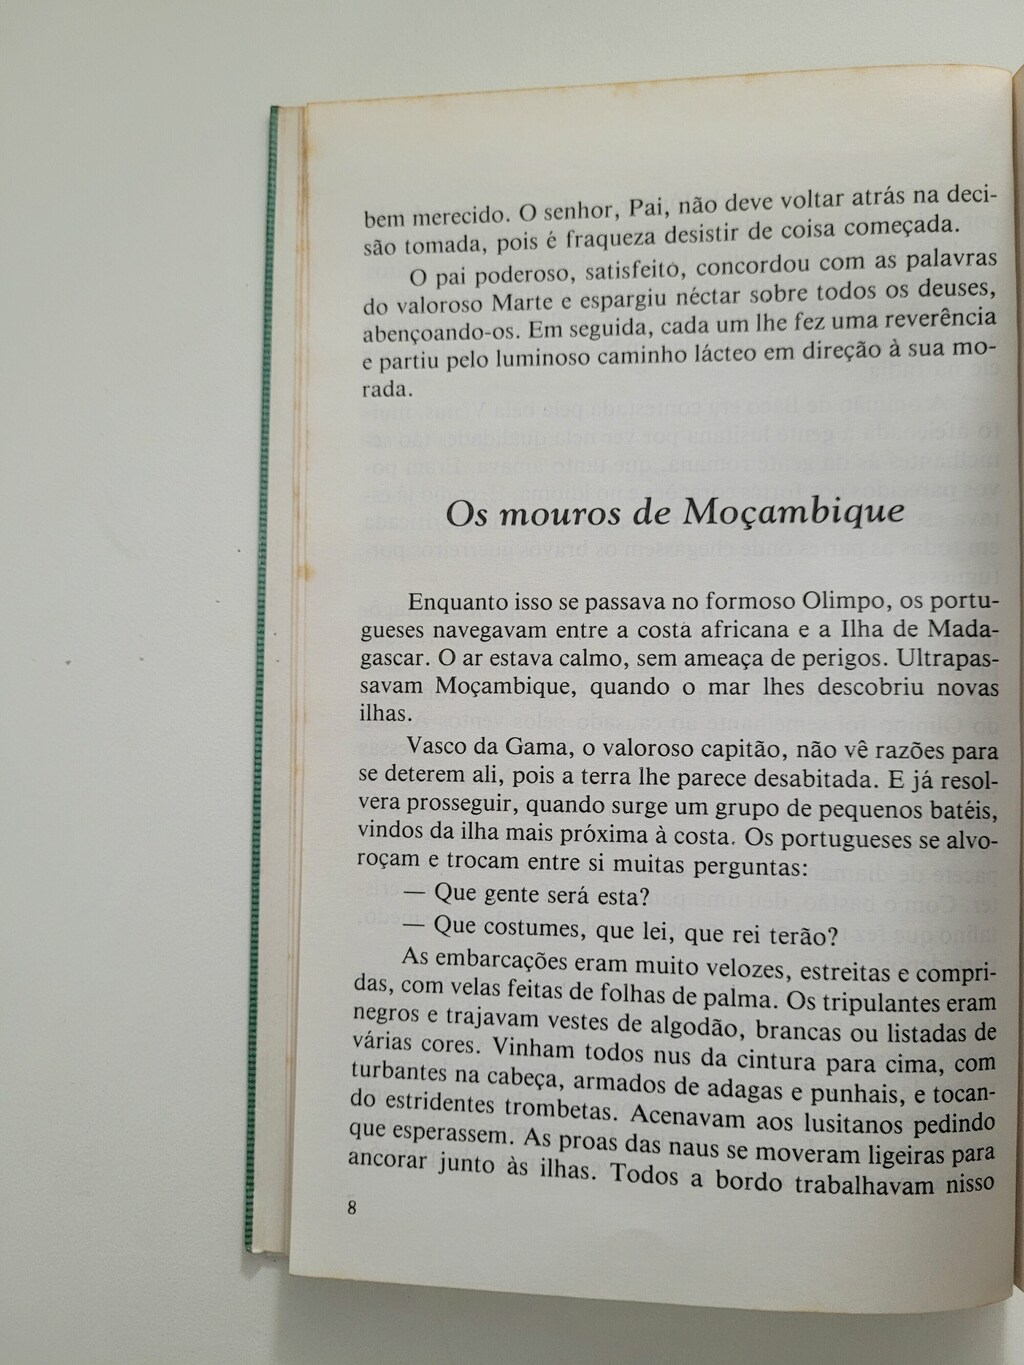 bem merecido. O senhor, Pai, não deve voltar atrás na deci-
são tomada, pois é fraqueza desistir de coisa começada.
O pai poderoso, satisfeito, concordou com as palavras
do valoroso Marte e espargiu néctar sobre todos os deuses,
abençoando-os. Em seguida, cada um lhe fez uma reverência
e partiu pelo luminoso caminho lácteo em direção à sua mo-
rada.
Os mouros de Moçambique
Enquanto isso se passava no formoso Olimpo, os portu-
gueses navegavam entre a costa africana e a Ilha de Mada-
gascar. O ar estava calmo, sem ameaça de perigos. Ultrapas-
savam Moçambique, quando o mar lhes descobriu novas
ilhas.
Vasco da Gama, o valoroso capitão, não vê razões para
se deterem ali, pois a terra lhe parece desabitada. E já resol-
vera prosseguir, quando surge um grupo de pequenos batéis,
vindos da ilha mais próxima à costa. Os portugueses se alvo-
roçam e trocam entre si muitas perguntas:
— Que gente será esta?
— Que costumes, que lei, que rei terão?
As embarcações eram muito velozes, estreitas e compri-
das, com velas feitas de folhas de palma. Os tripulantes eram
negros e trajavam vestes de algodão, brancas ou listadas de
várias cores. Vinham todos nus da cintura para cima, com
turbantes na cabeça, armados de adagas e punhais, e tocan-
do estridentes trombetas. Acenavam aos lusitanos pedindo
que esperassem. As proas das naus se moveram ligeiras para
ancorar junto às ilhas. Todos a bordo trabalhavam nisso
8